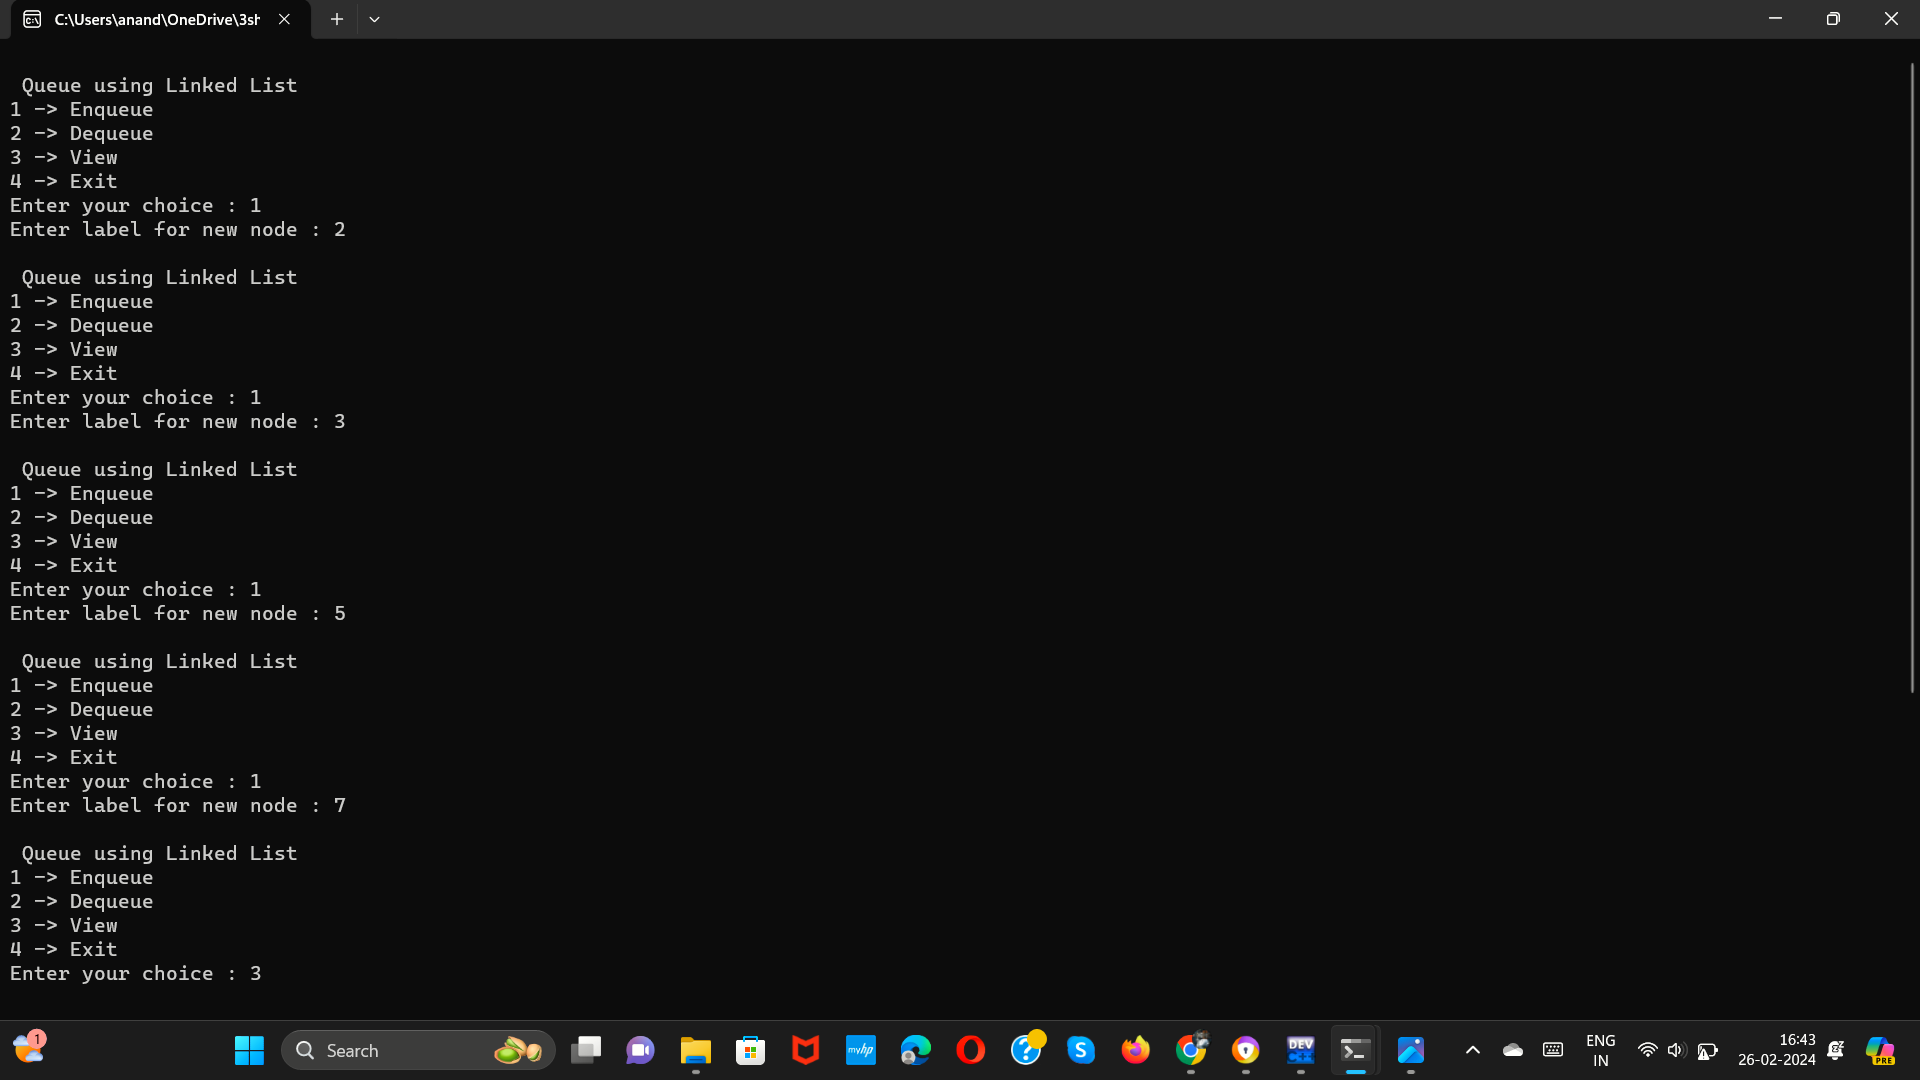 C:\Users\anand\OneDrive\3sh
Queue using Linked List
1 -> Enqueue
2 -> Dequeue
3 -> View
4 -> Exit
Enter your choice : 1
Enter label for new node : 2
Queue using Linked List
1 -> Enqueue
2 -> Dequeue
3 -> View
4 -> Exit
Enter your choice : 1
Enter label for new node : 3
Queue using Linked List
1 -> Enqueue
2 -> Dequeue
3 -> View
4 -> Exit
Enter your choice : 1
Enter label for new node : 5
Queue using Linked List
1 -> Enqueue
2 -> Dequeue
3 -> View
4 -> Exit
Enter your choice : 1
Enter label for new node : 7
Queue using Linked List
1 -> Enqueue
2 -> Dequeue
3 -> View
4 -> Exit
Enter your choice : 3
1
Search
myhp
S
DEV
C++
ENG
IN
16:43
26-02-2024
PRE